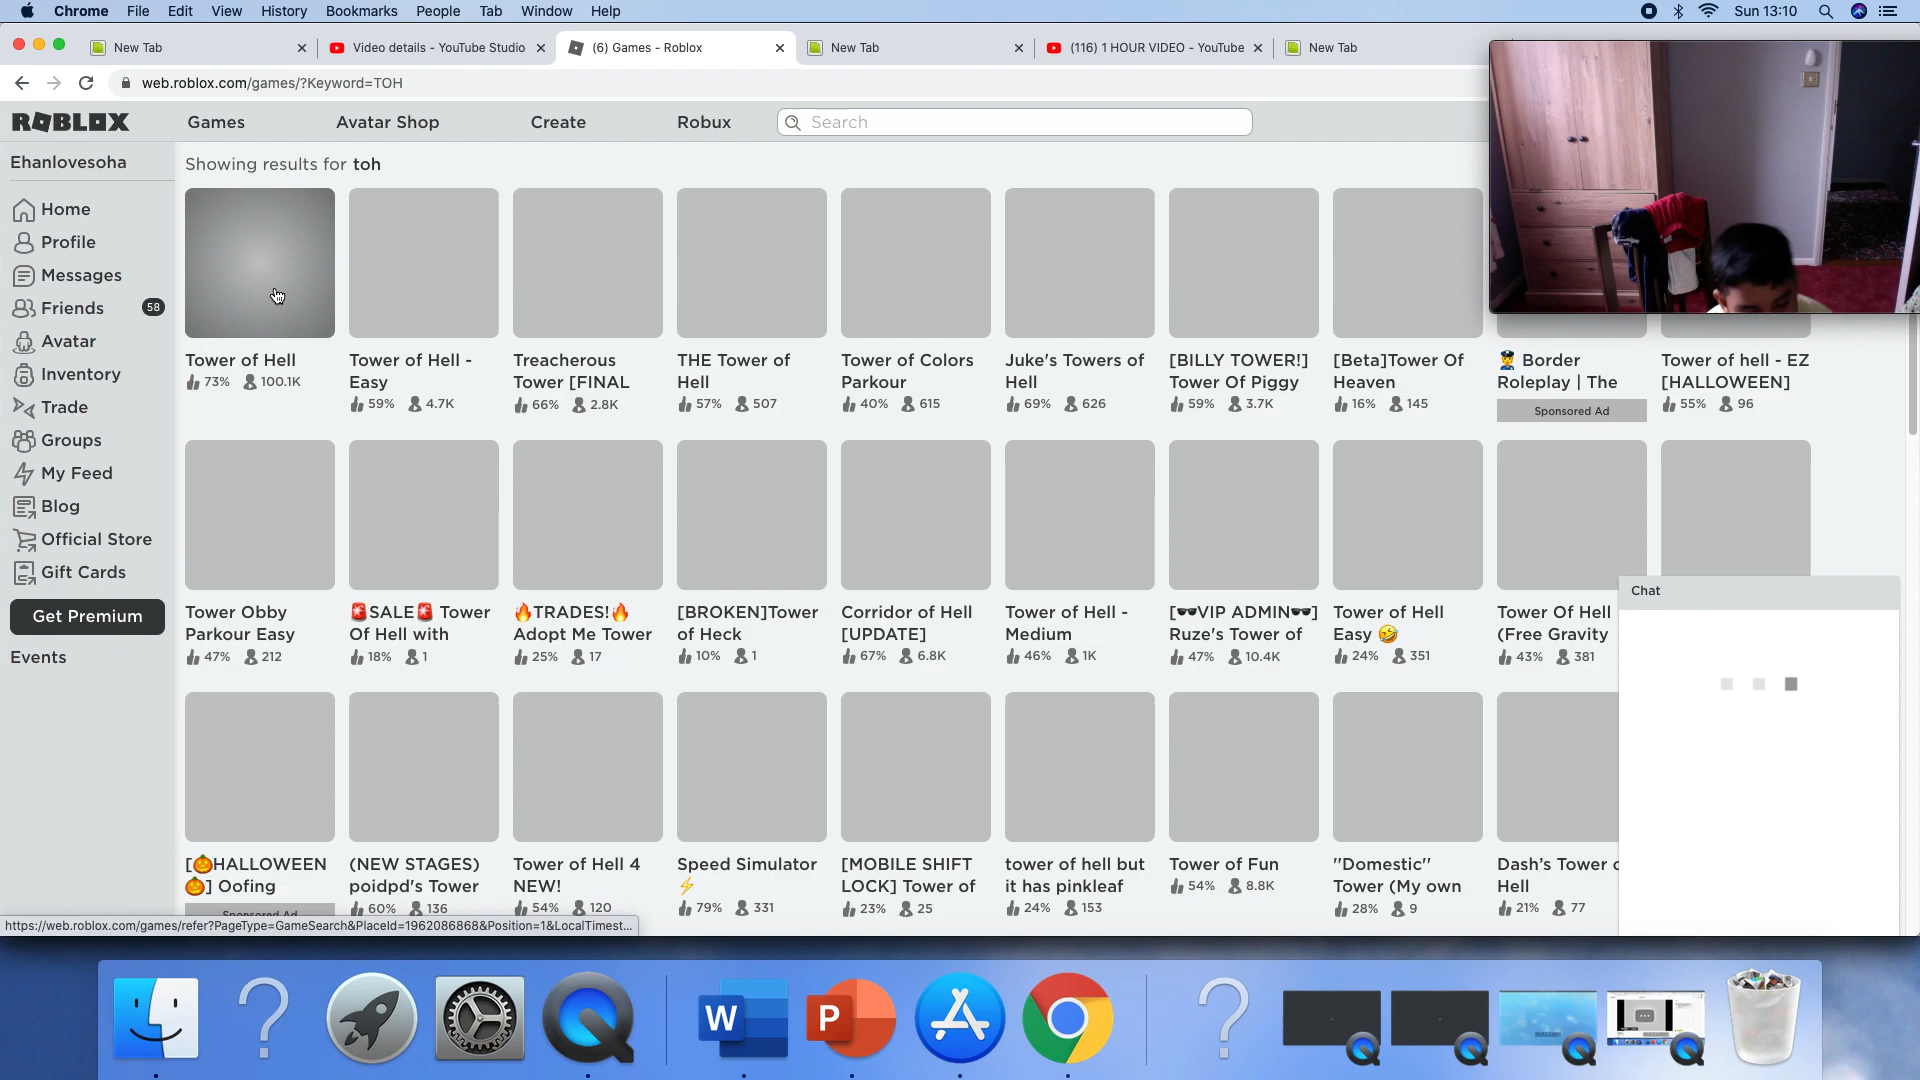 Chrome File Edit View History Bookmarks People Tab Window Help Sun 13:10
New Tab Video details - YouTube Studio (6) Games - Roblox New Tab (116) 1 HOUR VIDEO - YouTube New Tab
web.roblox.com/games/?Keyword=TOH
ROBLOX Games Avatar Shop Create Robux Search
Ehanlovesoha
Home
Profile
Messages
Friends 58
Avatar
Inventory
Trade
Groups
My Feed
Blog
Official Store
Gift Cards
Get Premium
Events
Showing results for toh
Tower of Hell
73% 100.1K
Tower of Hell -
Easy
59% 4.7K
Treacherous
Tower [FINAL
66% 2.8K
THE Tower of
Hell
57% 507
Tower of Colors
Parkour
40% 615
Juke's Towers of
Hell
69% 626
[BILLY TOWER!]
Tower Of Piggy
59% 3.7K
[Beta]Tower Of
Heaven
16% 145
👮 Border
Roleplay | The
Sponsored Ad
Tower of hell - EZ
[HALLOWEEN]
55% 96
Tower Obby
Parkour Easy
47% 212
🚨SALE🚨 Tower
Of Hell with
18% 1
🔥TRADES!🔥
Adopt Me Tower
25% 17
[BROKEN]Tower
of Heck
10% 1
Corridor of Hell
[UPDATE]
67% 6.8K
Tower of Hell -
Medium
46% 1K
[🕶VIP ADMIN🕶]
Ruze's Tower of
47% 10.4K
Tower of Hell
Easy 🤣
24% 351
Tower Of Hell
(Free Gravity
43% 381
[🎃HALLOWEEN
🎃] Oofing
Sponsored Ad
(NEW STAGES)
poidpd's Tower
60% 136
Tower of Hell 4
NEW!
54% 120
Speed Simulator
⚡
79% 331
[MOBILE SHIFT
LOCK] Tower of
23% 25
tower of hell but
it has pinkleaf
24% 153
Tower of Fun
54% 8.8K
"Domestic"
Tower (My own
28% 9
Dash's Tower o
Hell
21% 77
Chat
https://web.roblox.com/games/refer?PageType=GameSearch&PlaceId=1962086868&Position=1&LocalTimest...
W P